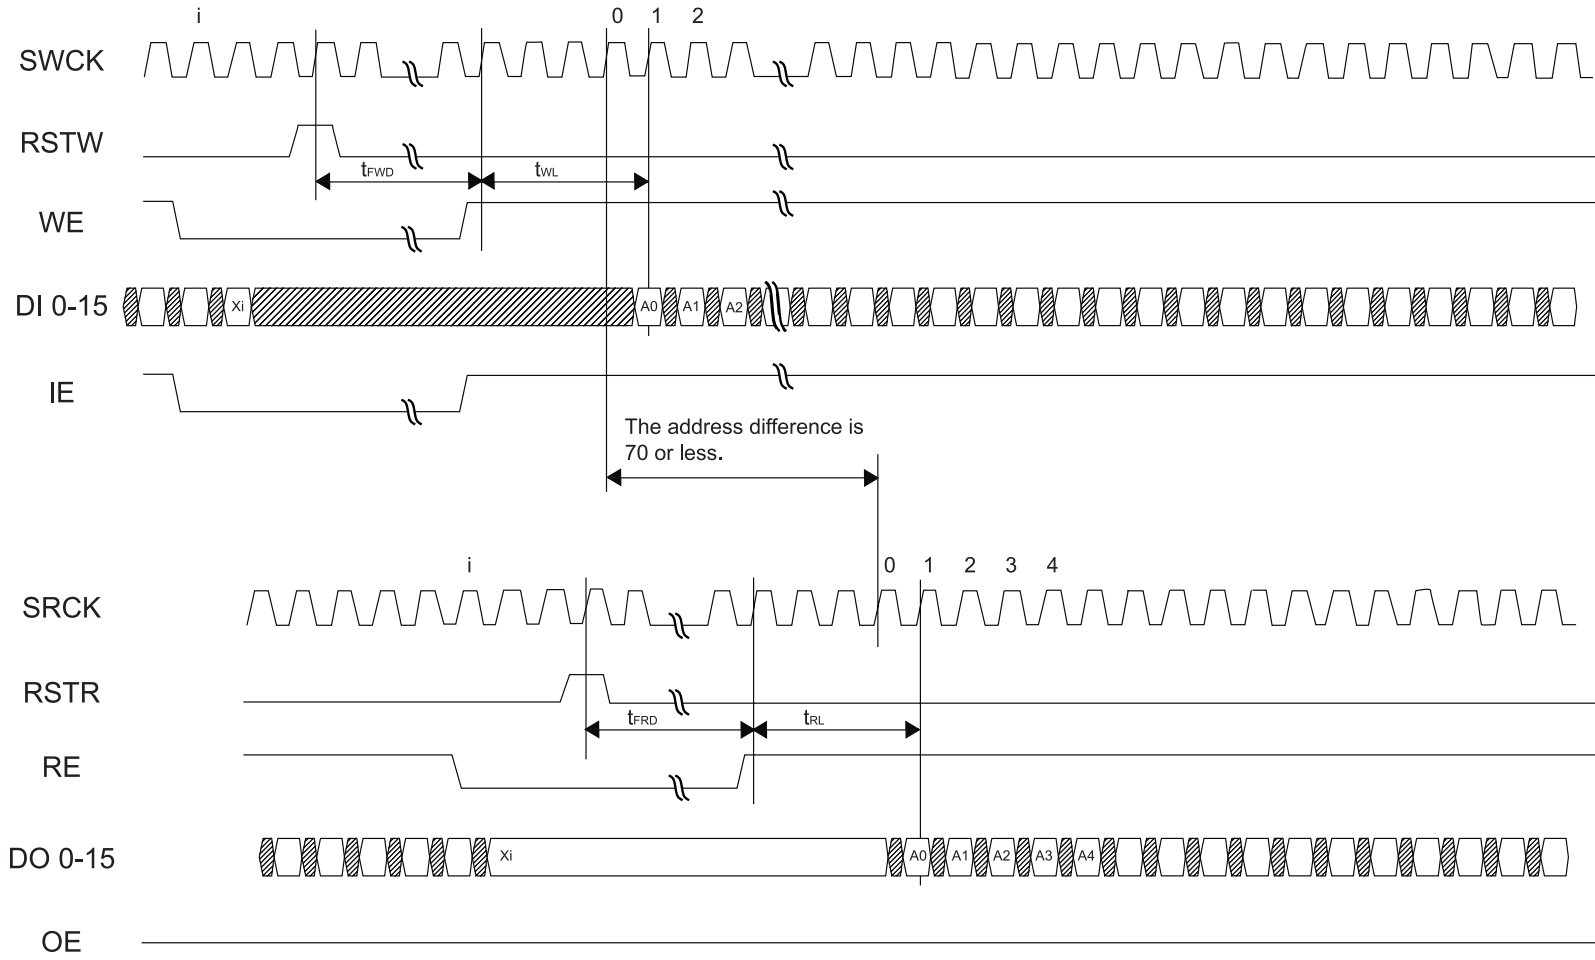 i 0 1 2
SWCK
RSTW
tFWD tWL
WE
DI 0-15 Xi A0 A1 A2
IE
The address difference is
70 or less.
i 0 1 2 3 4
SRCK
RSTR
tFRD tRL
RE
DO 0-15 Xi A0 A1 A2 A3 A4
OE